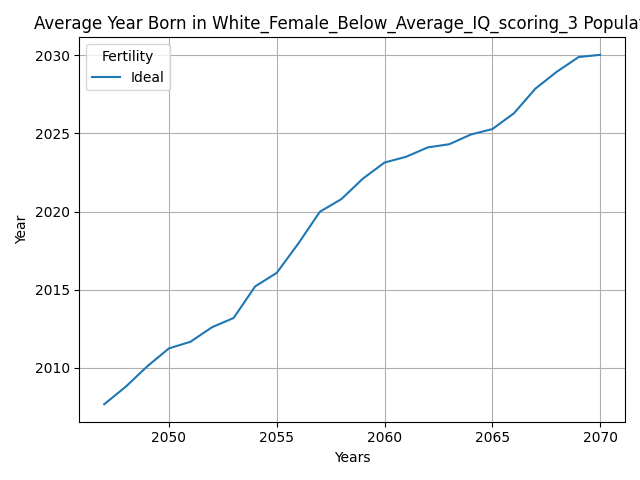 Average Year Born in White_Female_Below_Average_IQ_scoring_3 Populat
Fertility
Ideal
2030
2025
2020
2015
2010
Year
2050 2055 2060 2065 2070
Years